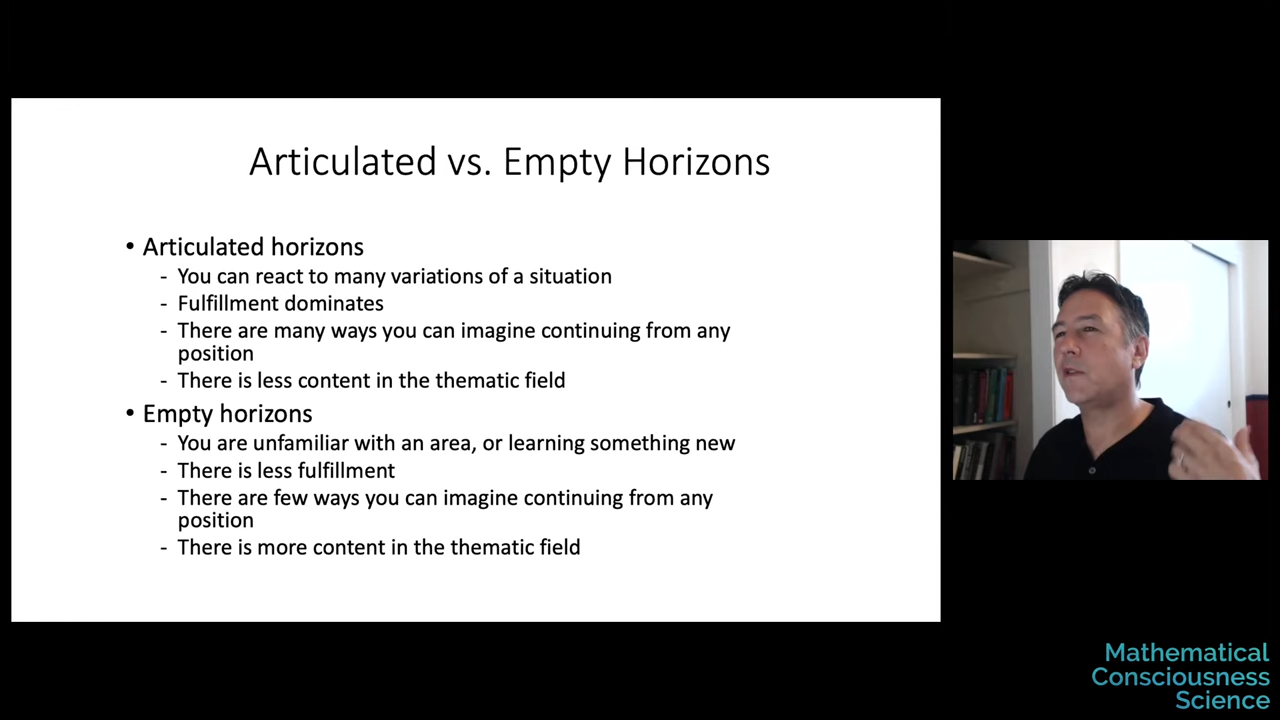 Articulated vs. Empty Horizons
• Articulated horizons
- You can react to many variations of a situation
- Fulfillment dominates
- There are many ways you can imagine continuing from any
position
- There is less content in the thematic field
• Empty horizons
- You are unfamiliar with an area, or learning something new
- There is less fulfillment
- There are few ways you can imagine continuing from any
position
- There is more content in the thematic field
Mathematical
Consciousness
Science